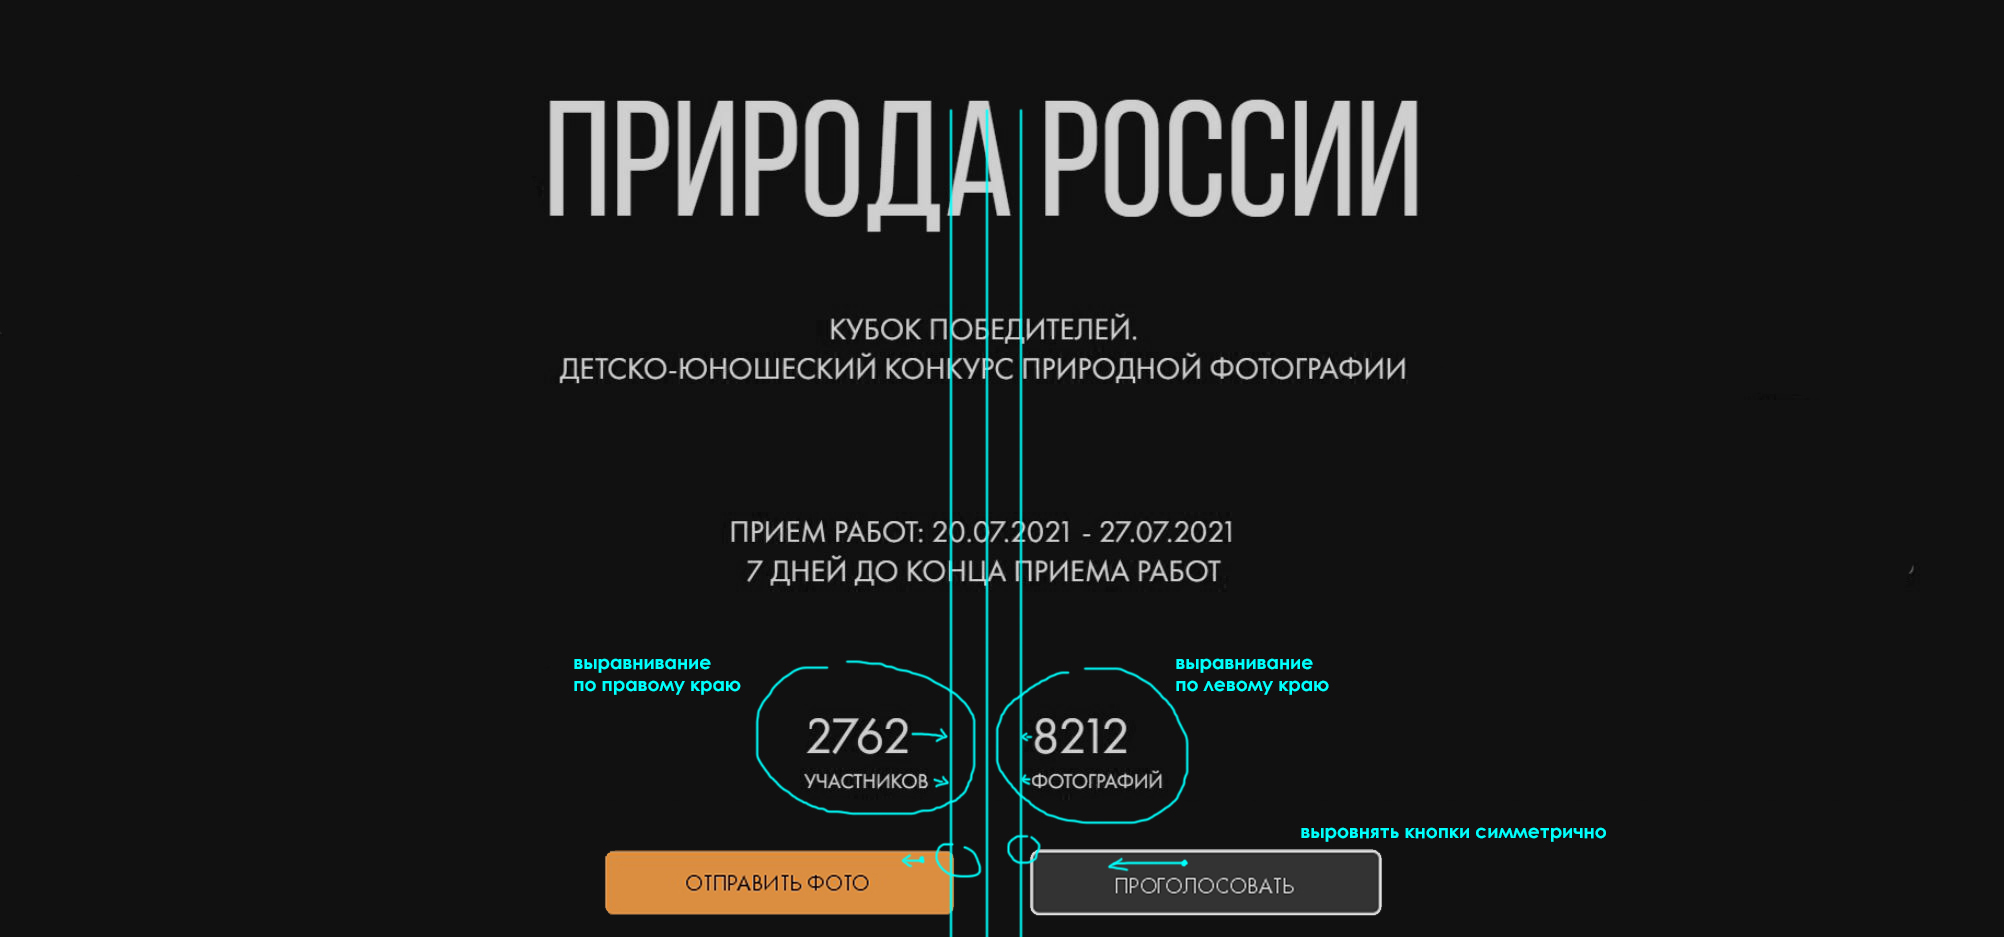 ПРИРОДА РОССИИ
КУБОК ПОБЕДИТЕЛЕЙ.
ДЕТСКО-ЮНОШЕСКИЙ КОНКУРС ПРИРОДНОЙ ФОТОГРАФИИ
ПРИЕМ РАБОТ: 20.07.2021 - 27.07.2021
7 ДНЕЙ ДО КОНЦА ПРИЕМА РАБОТ
выравнивание
по правому краю
выравнивание
по левому краю
2762
УЧАСТНИКОВ
8212
ФОТОГРАФИЙ
выровнять кнопки симметрично
ОТПРАВИТЬ ФОТО
ПРОГОЛОСОВАТЬ